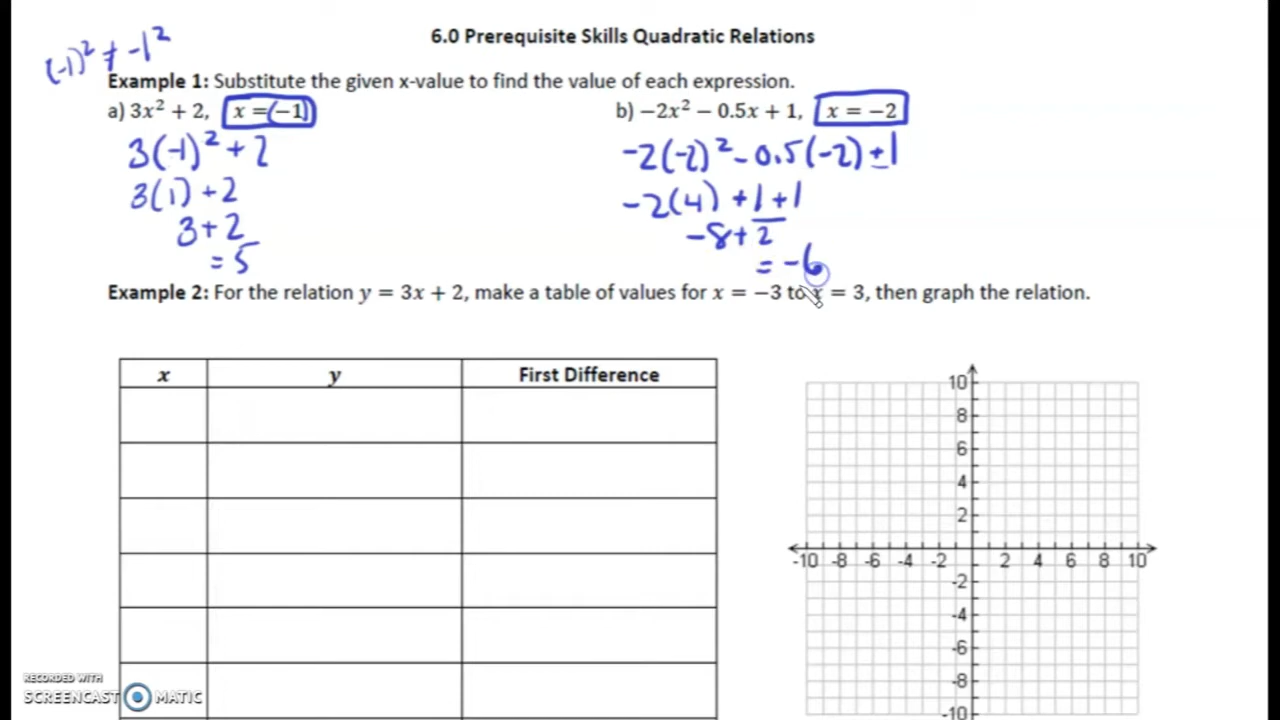 6.0 Prerequisite Skills Quadratic Relations
(-1)² ≠ -1²
Example 1: Substitute the given x-value to find the value of each expression.
a) 3x² + 2, x = (−1)
3(-1)² + 2
3(1) + 2
3 + 2
= 5
b) −2x² − 0.5x + 1, x = −2
-2(-2)² - 0.5(-2) + 1
-2(4) + 1 + 1
-8 + 2
= -6
Example 2: For the relation y = 3x + 2, make a table of values for x = −3 to x = 3, then graph the relation.
x y First Difference
10
8
6
4
2
-10 -8 -6 -4 -2 2 4 6 8 10
-2
-4
-6
-8
-10
RECORDED WITH
SCREENCAST MATIC